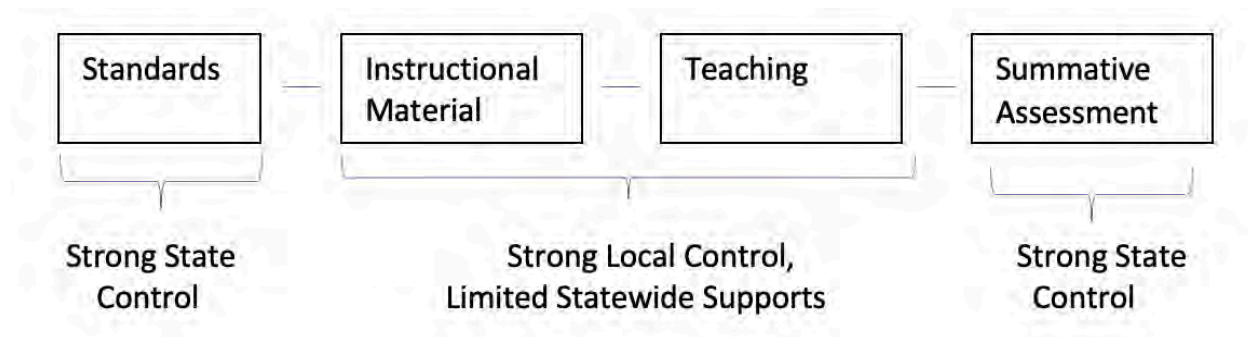 Standards
Instructional
Material
Teaching
Summative
Assessment
Strong State
Control
Strong Local Control,
Limited Statewide Supports
Strong State
Control